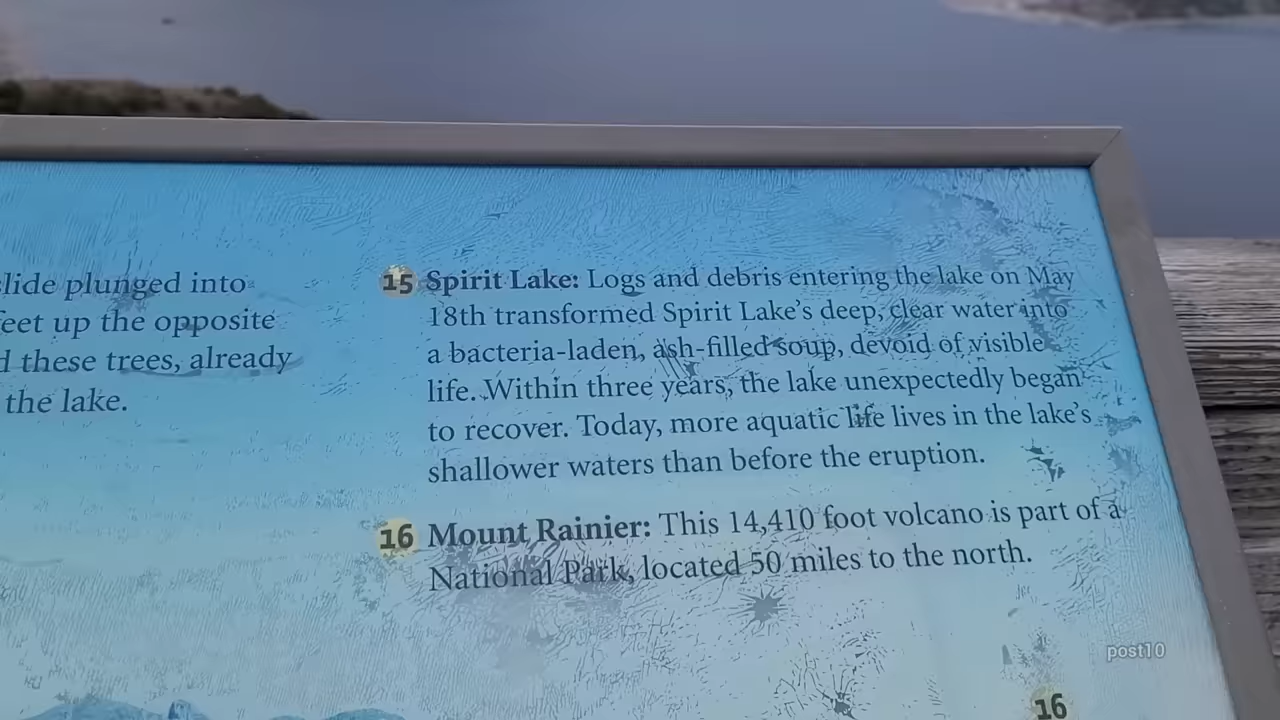 lide plunged into
feet up the opposite
these trees, already
the lake.
15 Spirit Lake: Logs and debris entering the lake on May
18th transformed Spirit Lake's deep, clear water into
a bacteria-laden, ash-filled soup, devoid of visible
life. Within three years, the lake unexpectedly began
to recover. Today, more aquatic life lives in the lake's
shallower waters than before the eruption.
16 Mount Rainier: This 14,410 foot volcano is part of a
National Park, located 50 miles to the north.
post10
16